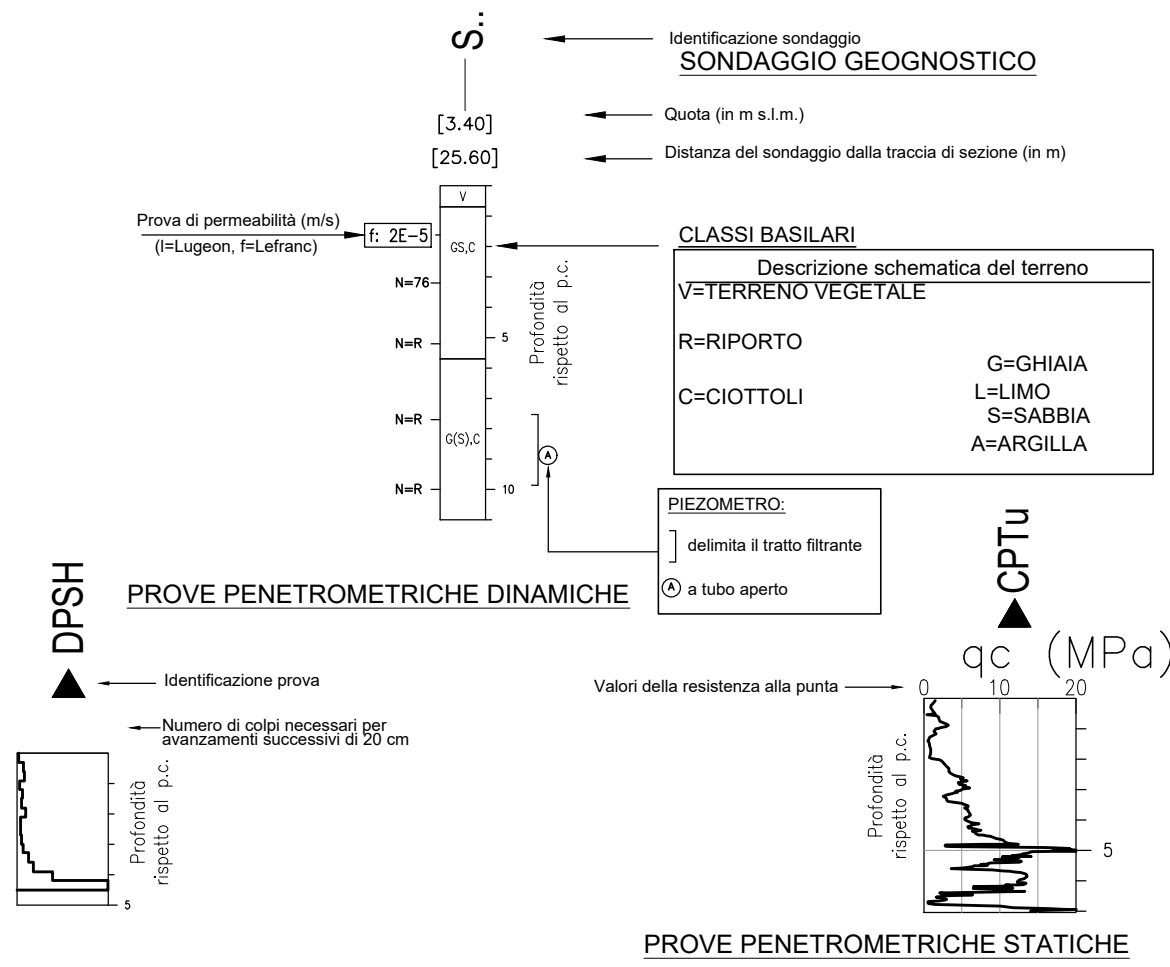 S..
Identificazione sondaggio
SONDAGGIO GEOGNOSTICO
[3.40]
Quota (in m s.l.m.)
[25.60]
Distanza del sondaggio dalla traccia di sezione (in m)
V
Prova di permeabilità (m/s)
(l=Lugeon, f=Lefranc)
f: 2E-5
GS,C
N=76
N=R
5
N=R
G(S),C
N=R
10
Profondità
rispetto al p.c.
A
CLASSI BASILARI
Descrizione schematica del terreno
V=TERRENO VEGETALE
R=RIPORTO
G=GHIAIA
C=CIOTTOLI
L=LIMO
S=SABBIA
A=ARGILLA
PIEZOMETRO:
delimita il tratto filtrante
A a tubo aperto
PROVE PENETROMETRICHE DINAMICHE
DPSH
Identificazione prova
Numero di colpi necessari per
avanzamenti successivi di 20 cm
Profondità
rispetto al p.c.
5
CPTu
qc (MPa)
Valori della resistenza alla punta
0 10 20
Profondità
rispetto al p.c.
5
PROVE PENETROMETRICHE STATICHE